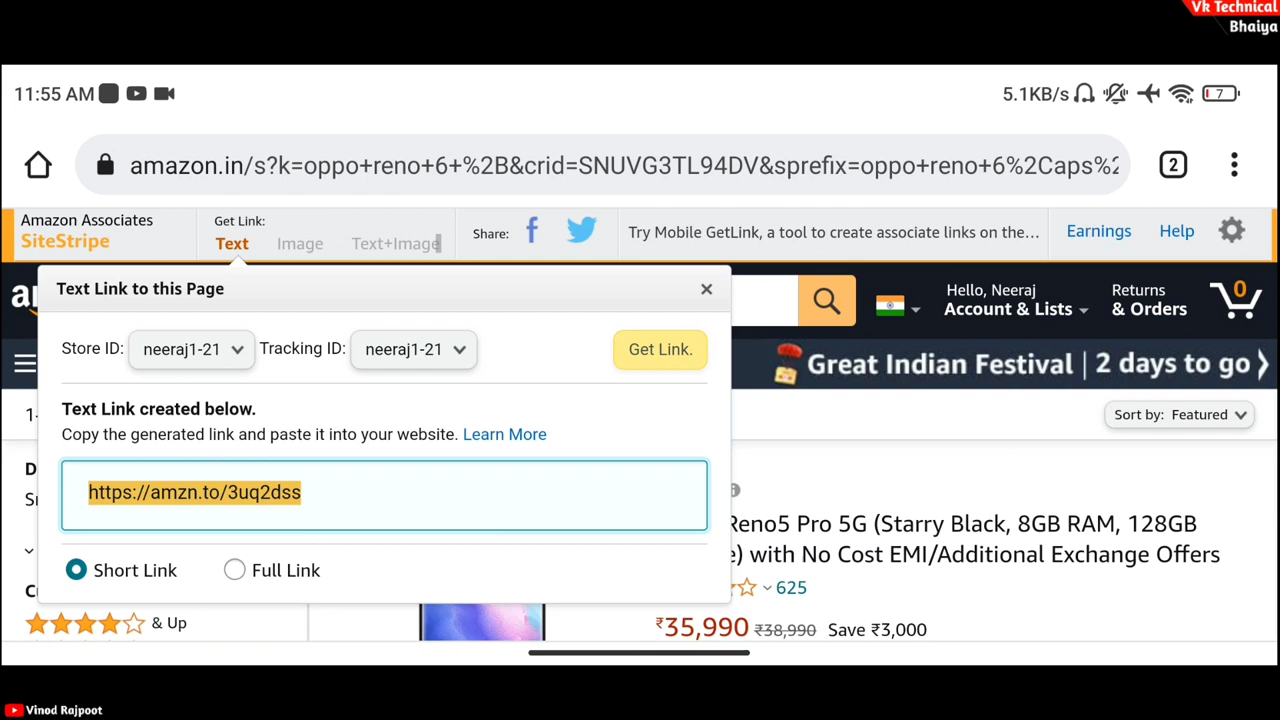 Vk Technical
Bhaiya
11:55 AM
5.1KB/s
7
amazon.in/s?k=oppo+reno+6+%2B&crid=SNUVG3TL94DV&sprefix=oppo+reno+6%2Caps%2
2
Amazon Associates
SiteStripe
Get Link:
Text Image Text+Image
Share:
Try Mobile GetLink, a tool to create associate links on the...
Earnings
Help
Text Link to this Page
Hello, Neeraj
Account & Lists
Returns
& Orders
0
Store ID: neeraj1-21 Tracking ID: neeraj1-21 Get Link.
Great Indian Festival | 2 days to go
Text Link created below.
Copy the generated link and paste it into your website. Learn More
Sort by: Featured
https://amzn.to/3uq2dss
Short Link Full Link
Reno5 Pro 5G (Starry Black, 8GB RAM, 128GB
e) with No Cost EMI/Additional Exchange Offers
625
& Up
₹35,990 ₹38,990 Save ₹3,000
Vinod Rajpoot